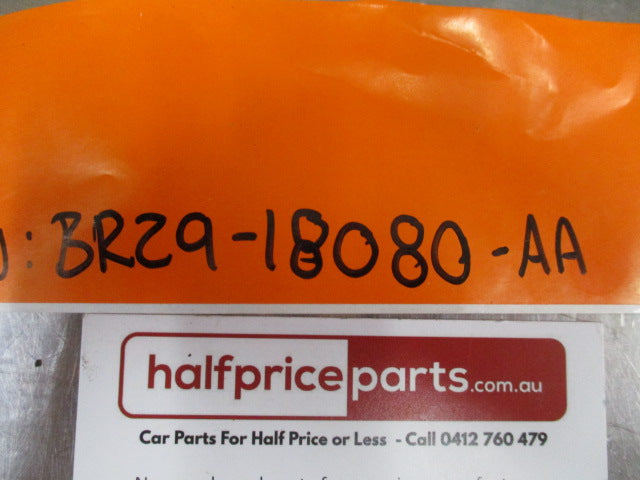 : BR29-18080-AA
halfpriceparts.com.au
Car Parts For Half Price or Less - Call 0412 760 479